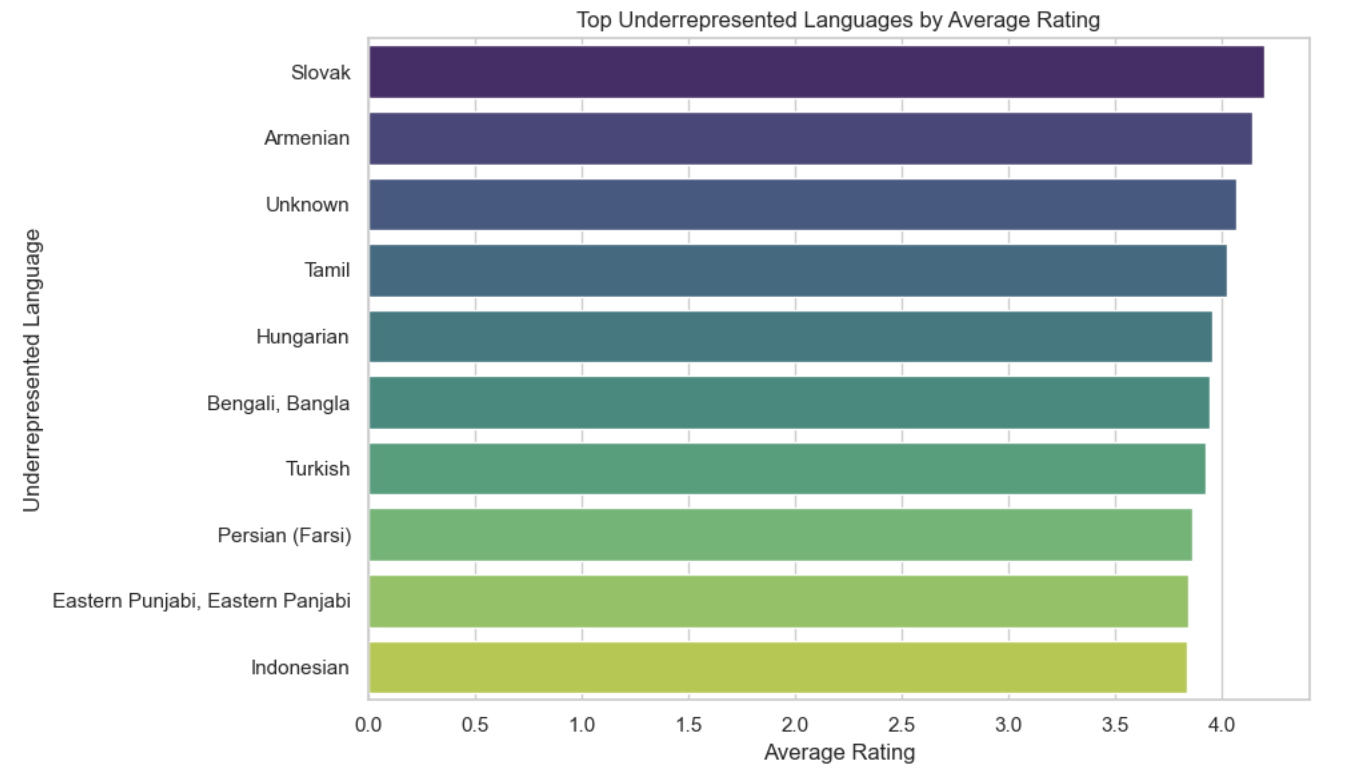 Top Underrepresented Languages by Average Rating
Underrepresented Language
Slovak
Armenian
Unknown
Tamil
Hungarian
Bengali, Bangla
Turkish
Persian (Farsi)
Eastern Punjabi, Eastern Panjabi
Indonesian
0.0 0.5 1.0 1.5 2.0 2.5 3.0 3.5 4.0
Average Rating